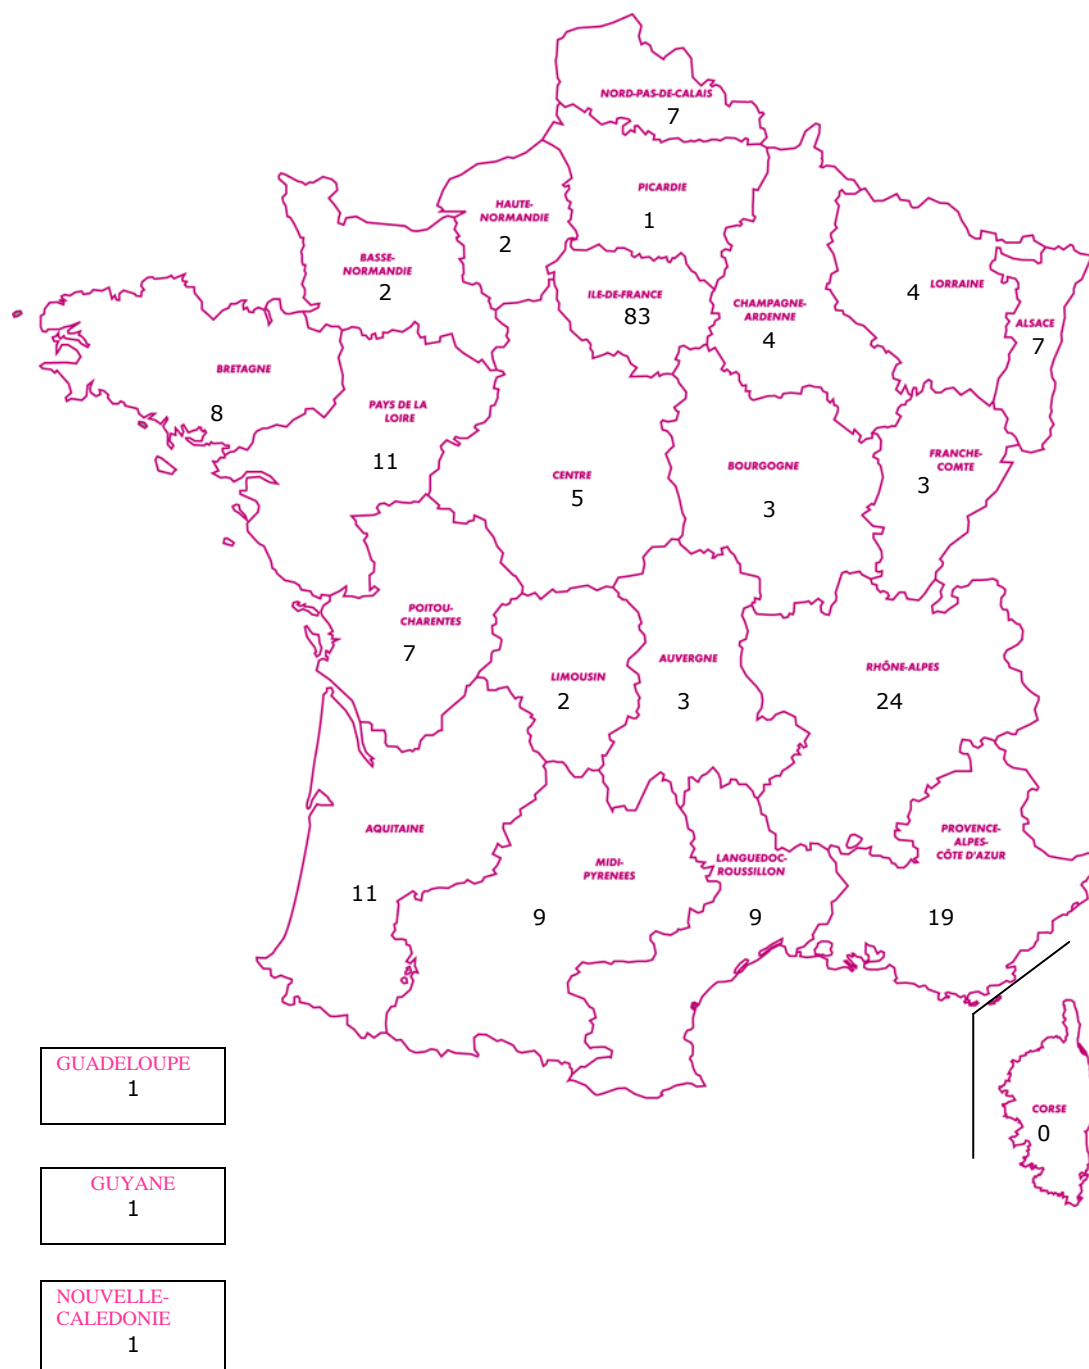 NORD-PAS-DE-CALAIS
7
PICARDIE
1
HAUTE-
NORMANDIE
2
BASSE-
NORMANDIE
2
ILE-DE-FRANCE
83
CHAMPAGNE-
ARDENNE
4
LORRAINE
4
ALSACE
7
BRETAGNE
8
PAYS DE LA
LOIRE
11
CENTRE
5
BOURGOGNE
3
FRANCHE-
COMTE
3
POITOU-
CHARENTES
7
LIMOUSIN
2
AUVERGNE
3
RHÔNE-ALPES
24
AQUITAINE
11
MIDI-
PYRENEES
9
LANGUEDOC-
ROUSSILLON
9
PROVENCE-
ALPES-
CÔTE D'AZUR
19
CORSE
0
GUADELOUPE
1
GUYANE
1
NOUVELLE-
CALEDONIE
1